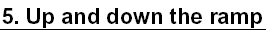 5. Up and down the ramp